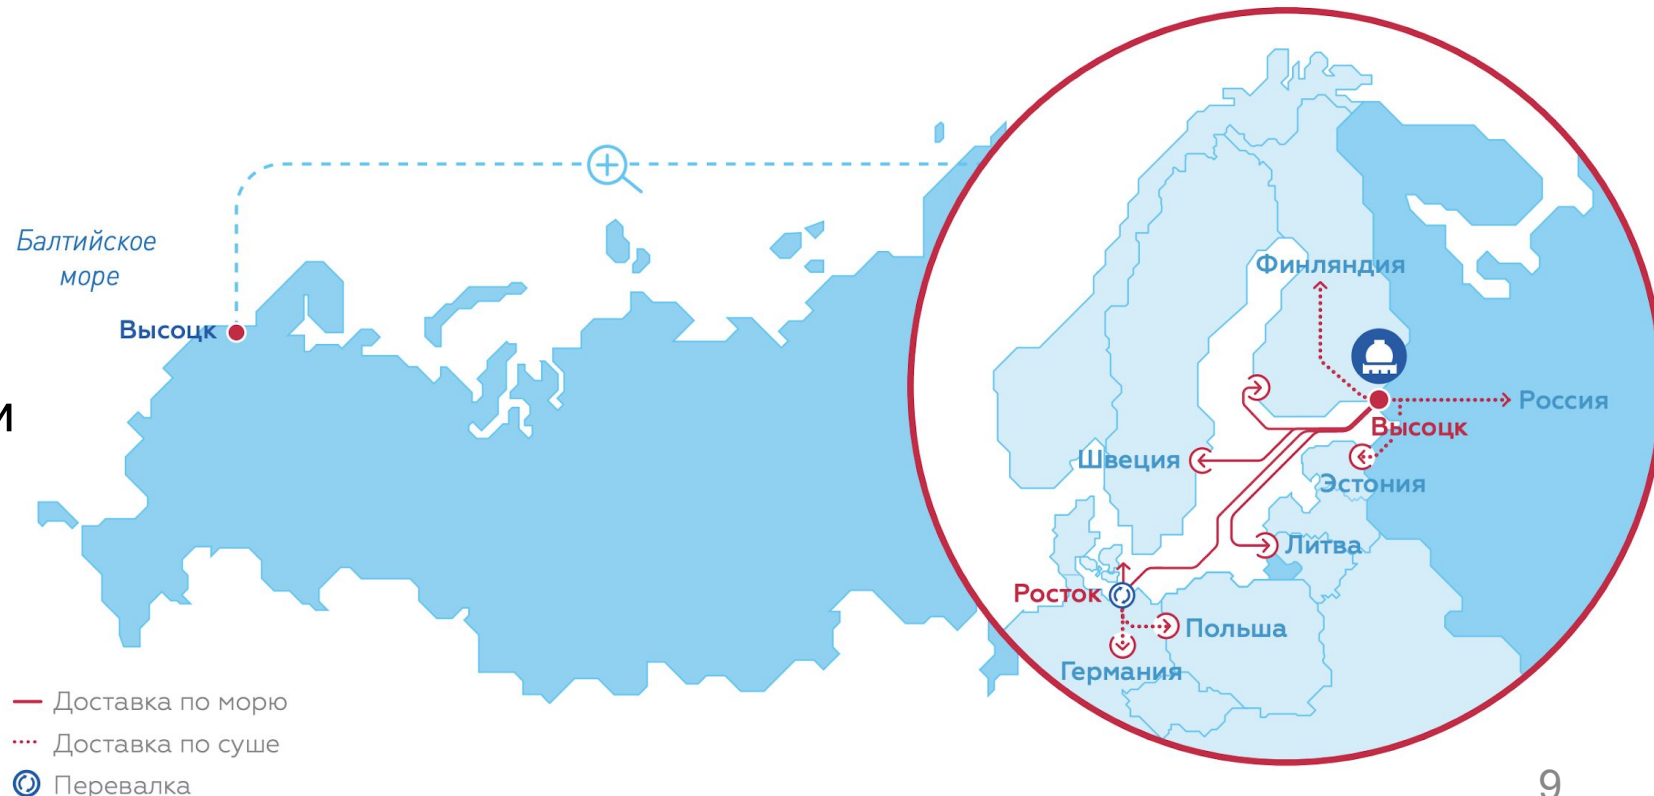 Балтийское
море
Высоцк
и
Финляндия
Россия
Высоцк
Швеция
Эстония
Литва
Росток
Польша
Германия
Доставка по морю
Доставка по суше
Перевалка
9